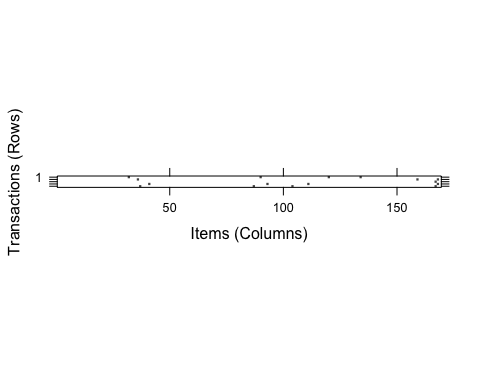 Transactions (Rows)
1
50 100 150
Items (Columns)